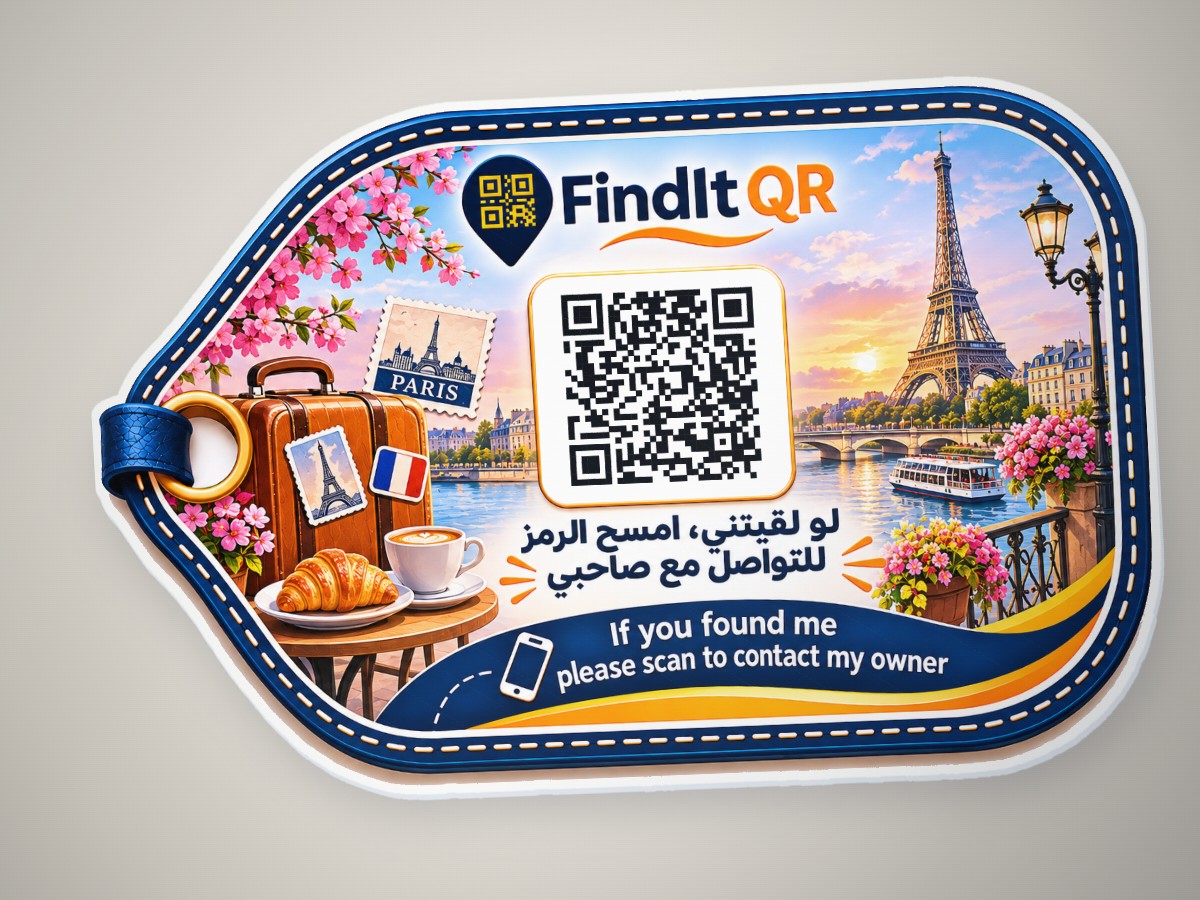 FindIt QR
PARIS
لو لقيتني، امسح الرمز
للتواصل مع صاحبي
If you found me
please scan to contact my owner